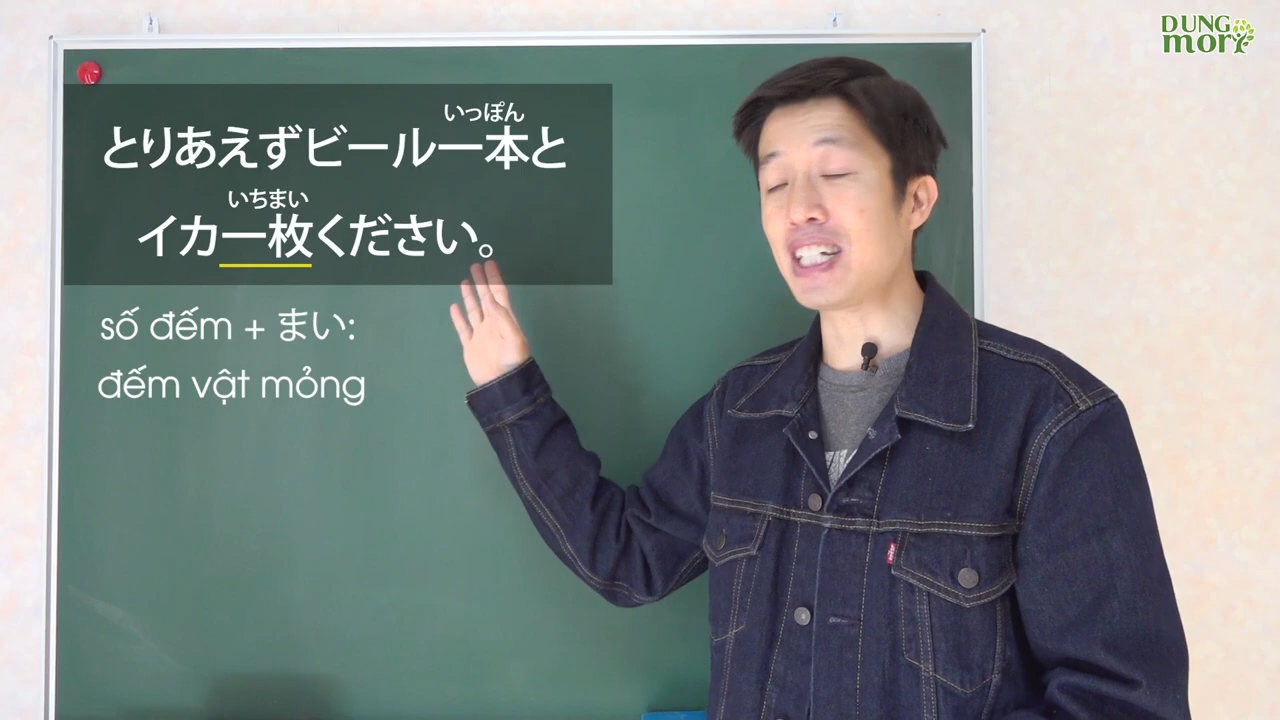 DUNG
mori
いっぽん
とりあえずビール一本と
いちまい
イカ一枚ください。
số đếm + まい:
đếm vật mỏng